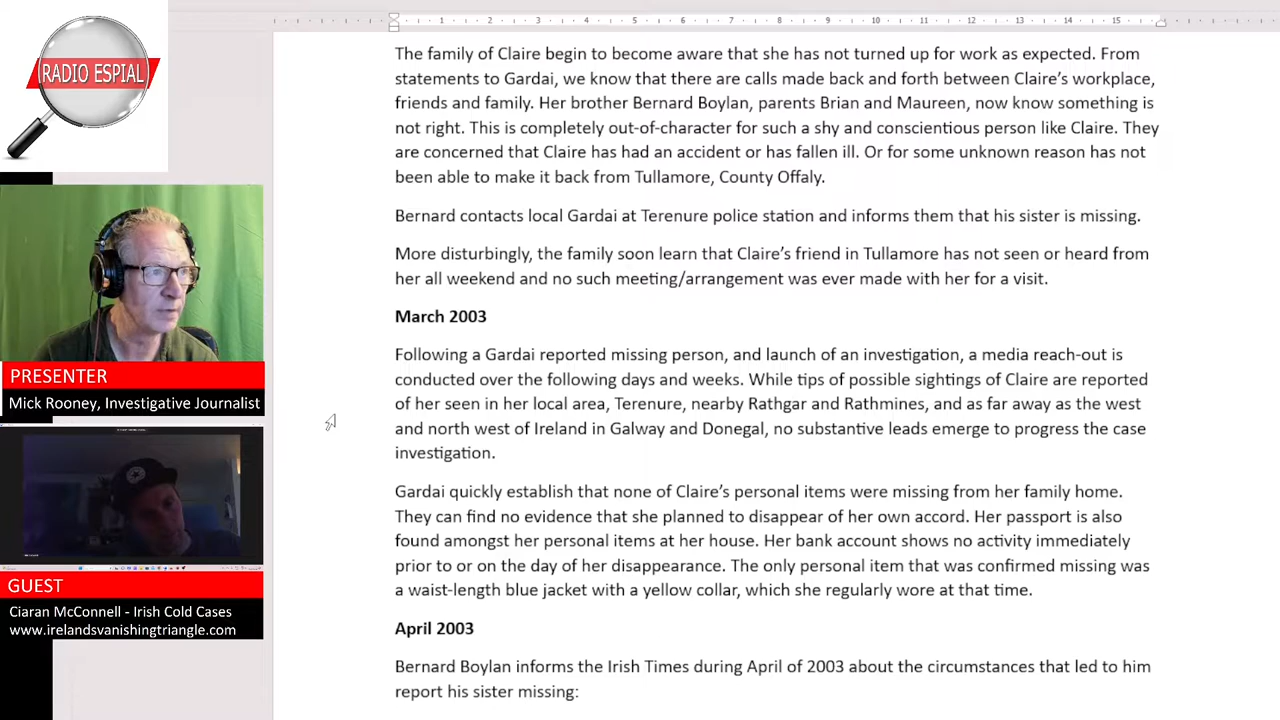 RADIO ESPIAL
The family of Claire begin to become aware that she has not turned up for work as expected. From
statements to Gardai, we know that there are calls made back and forth between Claire's workplace,
friends and family. Her brother Bernard Boylan, parents Brian and Maureen, now know something is
not right. This is completely out-of-character for such a shy and conscientious person like Claire. They
are concerned that Claire has had an accident or has fallen ill. Or for some unknown reason has not
been able to make it back from Tullamore, County Offaly.
Bernard contacts local Gardai at Terenure police station and informs them that his sister is missing.
More disturbingly, the family soon learn that Claire's friend in Tullamore has not seen or heard from
her all weekend and no such meeting/arrangement was ever made with her for a visit.
March 2003
Following a Gardai reported missing person, and launch of an investigation, a media reach-out is
conducted over the following days and weeks. While tips of possible sightings of Claire are reported
of her seen in her local area, Terenure, nearby Rathgar and Rathmines, and as far away as the west
and north west of Ireland in Galway and Donegal, no substantive leads emerge to progress the case
investigation.
Gardai quickly establish that none of Claire's personal items were missing from her family home.
They can find no evidence that she planned to disappear of her own accord. Her passport is also
found amongst her personal items at her house. Her bank account shows no activity immediately
prior to or on the day of her disappearance. The only personal item that was confirmed missing was
a waist-length blue jacket with a yellow collar, which she regularly wore at that time.
April 2003
Bernard Boylan informs the Irish Times during April of 2003 about the circumstances that led to him
report his sister missing:
PRESENTER
Mick Rooney, Investigative Journalist
GUEST
Ciaran McConnell - Irish Cold Cases
www.irelandsvanishingtriangle.com
1 2 3 4 5 6 7 8 9 10 11 12 13 14 15